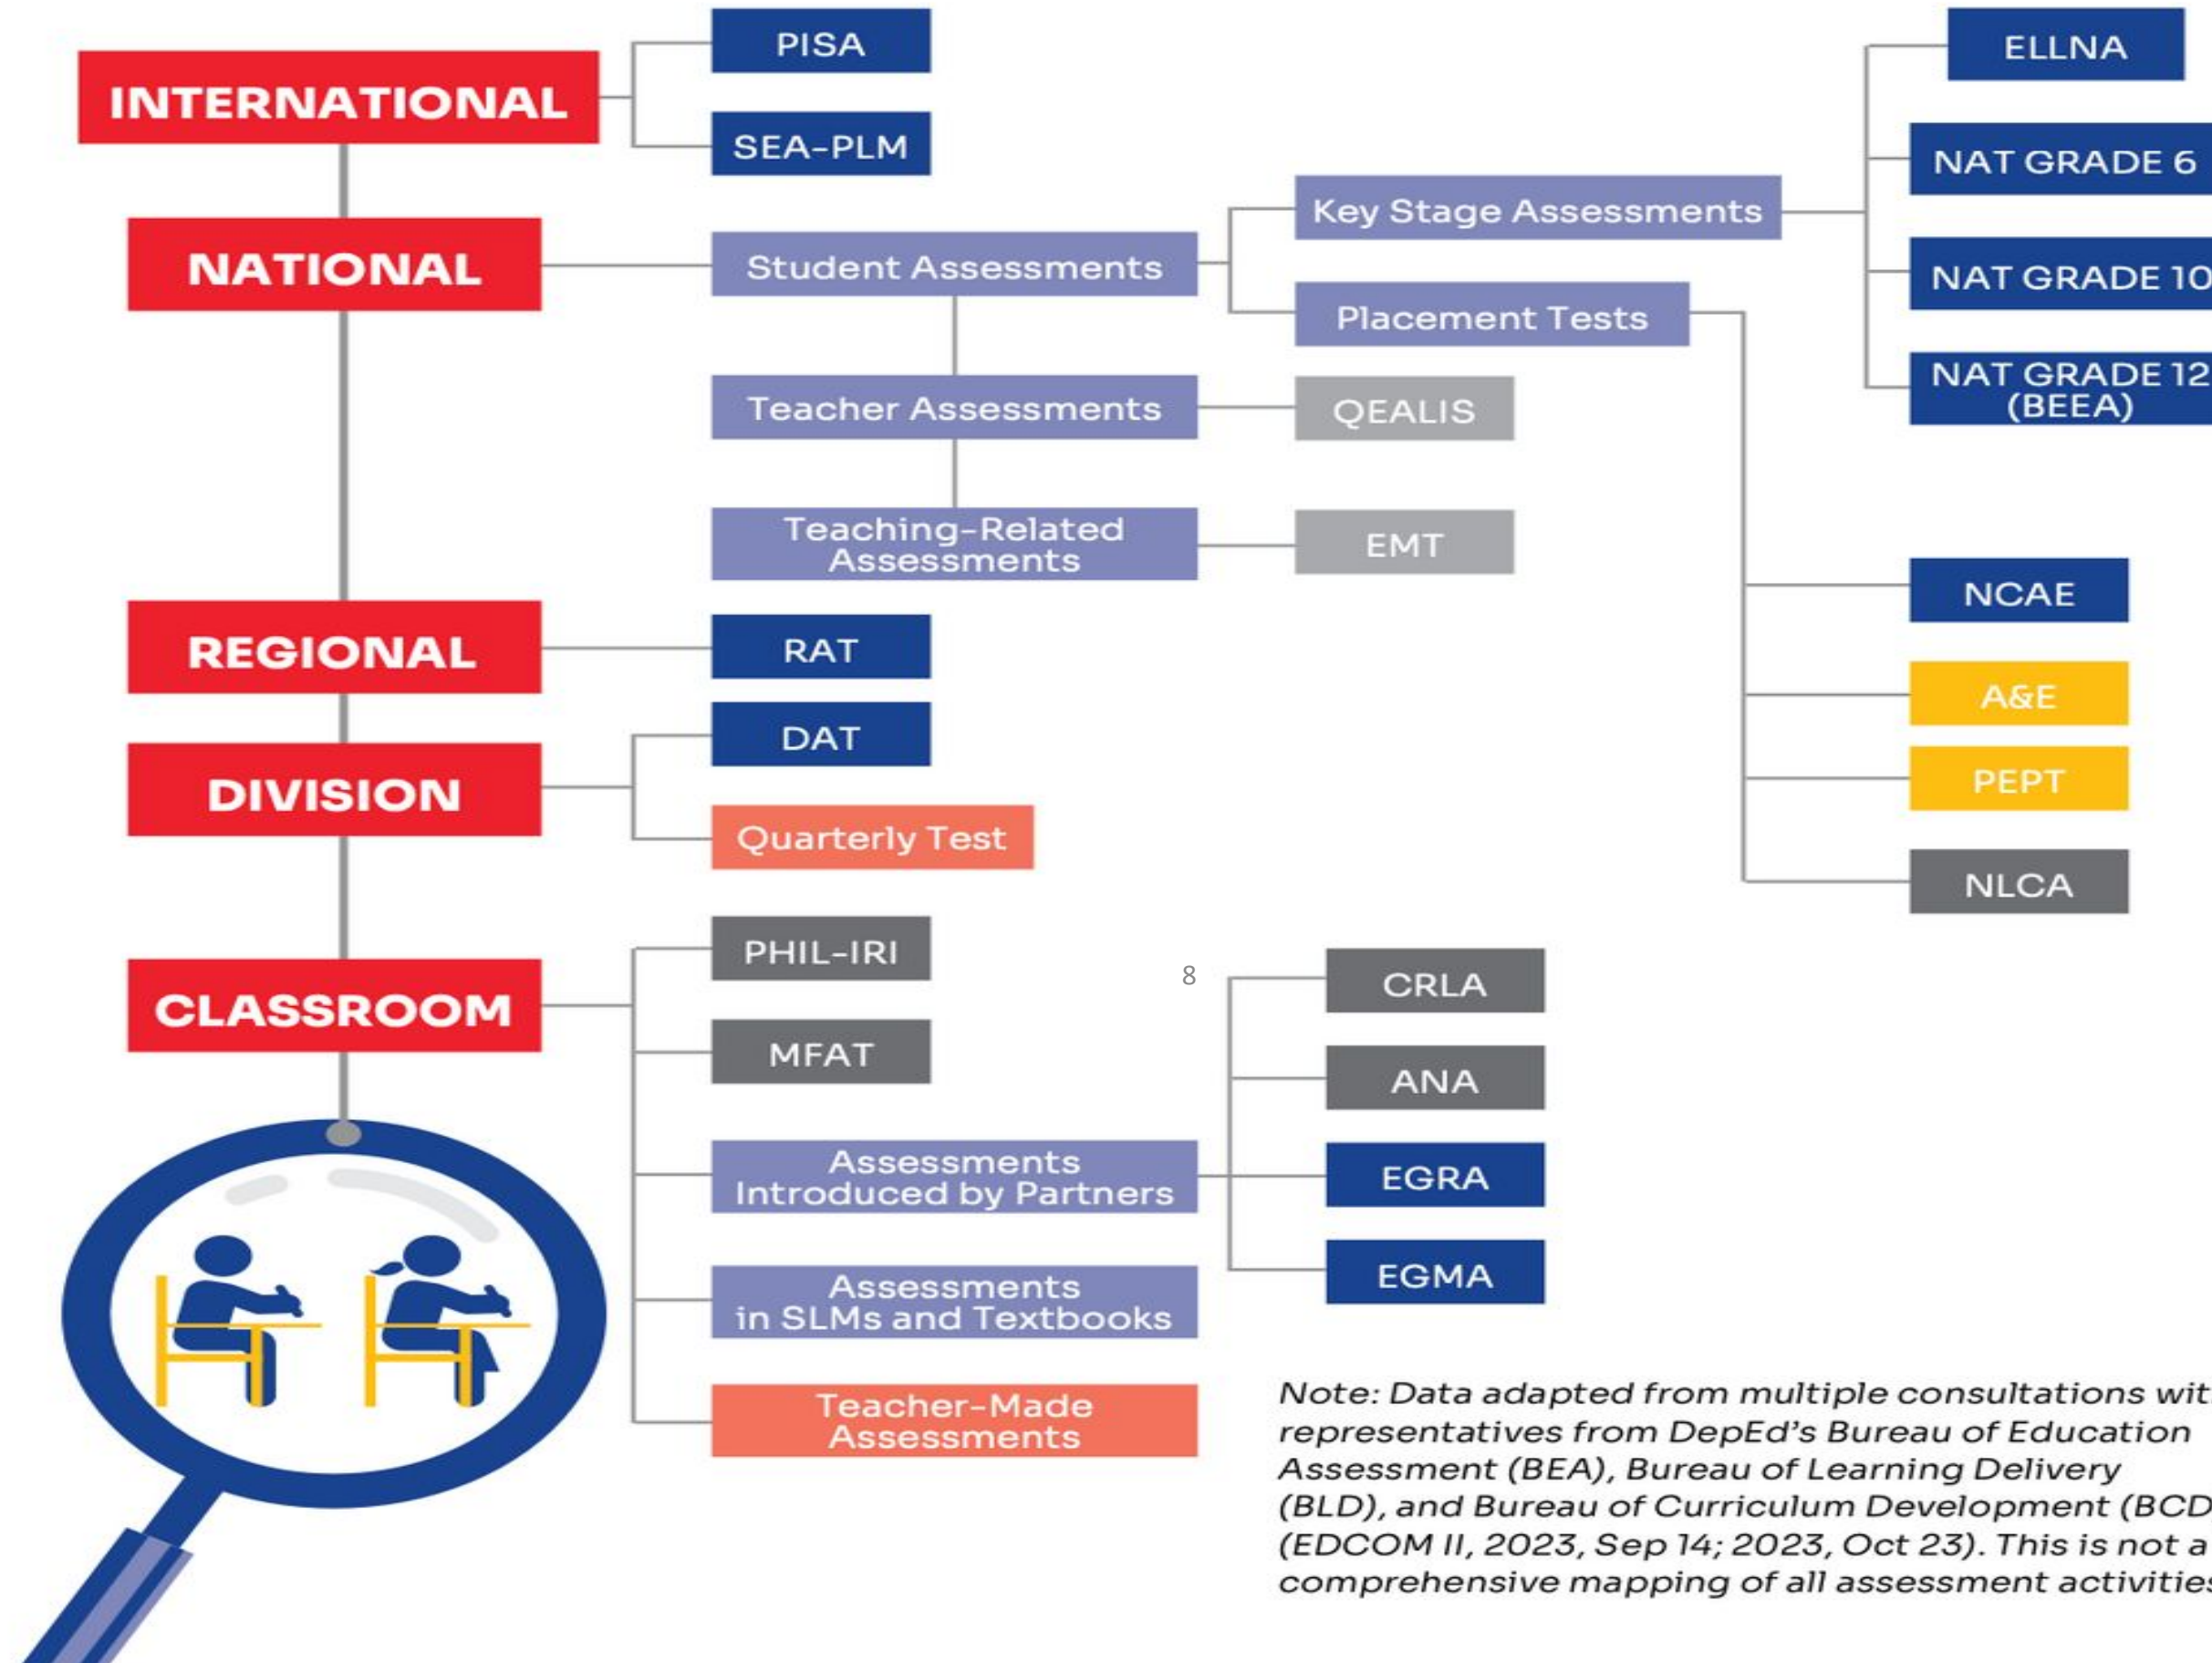 INTERNATIONAL
PISA
SEA-PLM
NATIONAL
Student Assessments
Key Stage Assessments
ELLNA
NAT GRADE 6
NAT GRADE 10
NAT GRADE 12
(BEEA)
Placement Tests
NCAE
A&E
PEPT
NLCA
Teacher Assessments
QEALIS
Teaching-Related
Assessments
EMT
REGIONAL
RAT
DIVISION
DAT
Quarterly Test
CLASSROOM
PHIL-IRI
MFAT
Assessments
Introduced by Partners
8
CRLA
ANA
EGRA
EGMA
Assessments
in SLMs and Textbooks
Teacher-Made
Assessments
Note: Data adapted from multiple consultations wit
representatives from DepEd's Bureau of Education
Assessment (BEA), Bureau of Learning Delivery
(BLD), and Bureau of Curriculum Development (BCD
(EDCOM II, 2023, Sep 14; 2023, Oct 23). This is not a
comprehensive mapping of all assessment activities